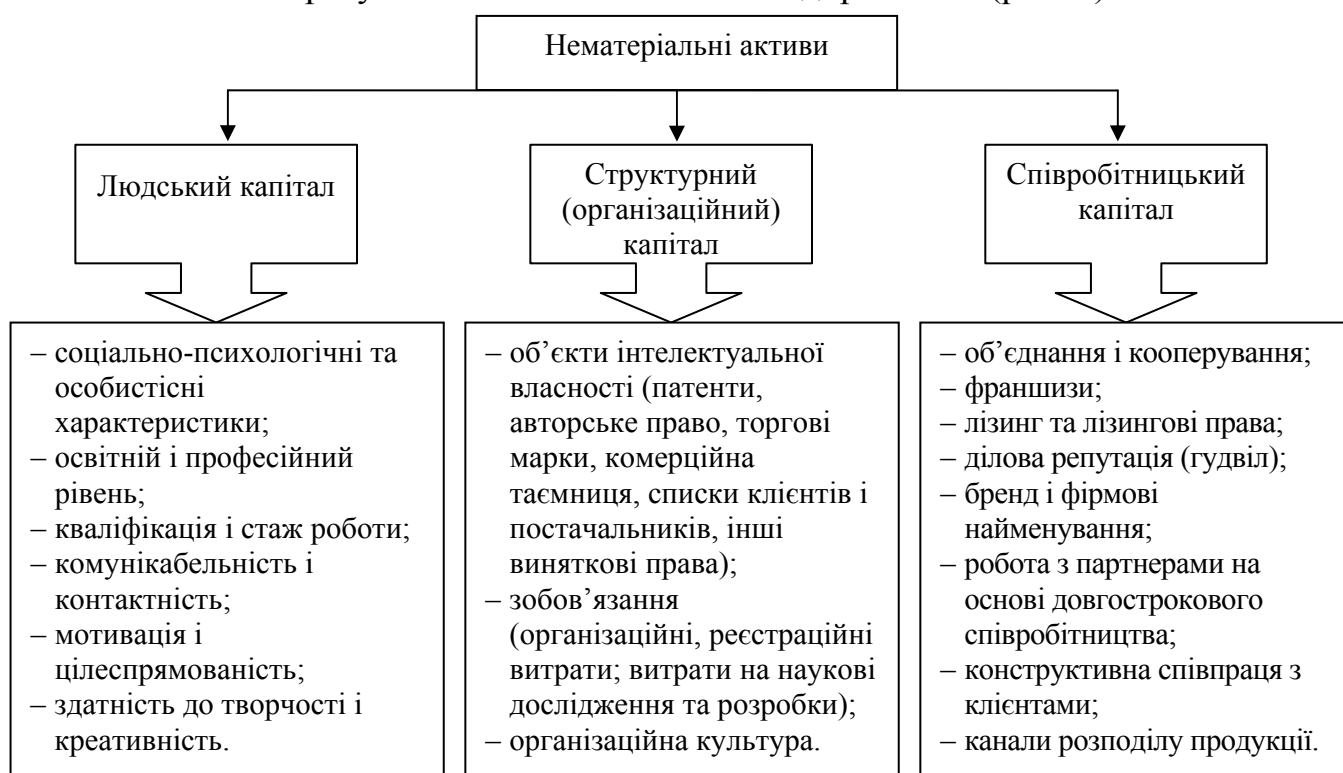 Нематеріальні активи
Людський капітал
Структурний
(організаційний)
капітал
Співробітницький
капітал
– соціально-психологічні та
особистісні
характеристики;
– освітній і професійний
рівень;
– кваліфікація і стаж роботи;
– комунікабельність і
контактність;
– мотивація і
цілеспрямованість;
– здатність до творчості і
креативність.
– об’єкти інтелектуальної
власності (патенти,
авторське право, торгові
марки, комерційна
таємниця, списки клієнтів і
постачальників, інші
виняткові права);
– зобов’язання
(організаційні, реєстраційні
витрати; витрати на наукові
дослідження та розробки);
– організаційна культура.
– об’єднання і кооперування;
– франшизи;
– лізинг та лізингові права;
– ділова репутація (гудвіл);
– бренд і фірмові
найменування;
– робота з партнерами на
основі довгострокового
співробітництва;
– конструктивна співпраця з
клієнтами;
– канали розподілу продукції.